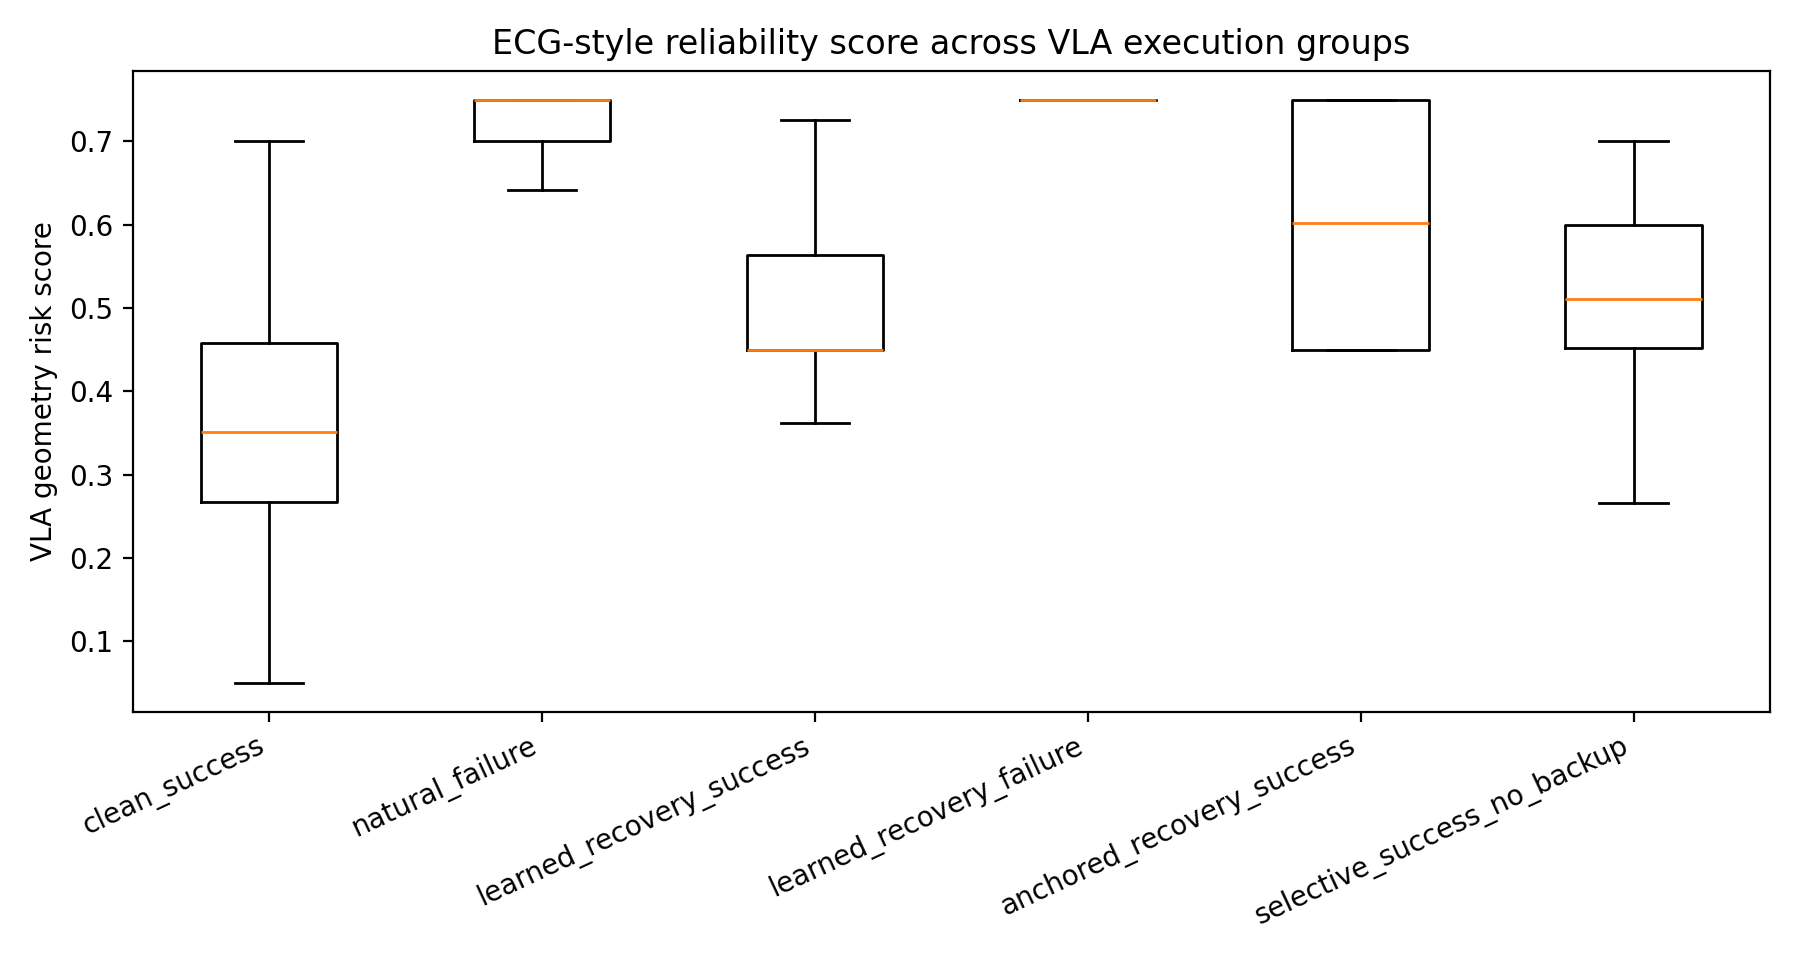 ECG-style reliability score across VLA execution groups
VLA geometry risk score
0.7
0.6
0.5
0.4
0.3
0.2
0.1
clean_success
natural_failure
learned_recovery_success
learned_recovery_failure
anchored_recovery_success
selective_success_no_backup